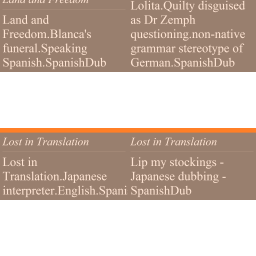 Land and Freedom
Land and
Freedom.Blanca's
funeral.Speaking
Spanish.SpanishDub
Lolita.Quilty disguised
as Dr Zemph
questioning.non-native
grammar stereotype of
German.SpanishDub
Lost in Translation
Lost in
Translation.Japanese
interpreter.English.Spani
Lost in Translation
Lip my stockings -
Japanese dubbing -
SpanishDub